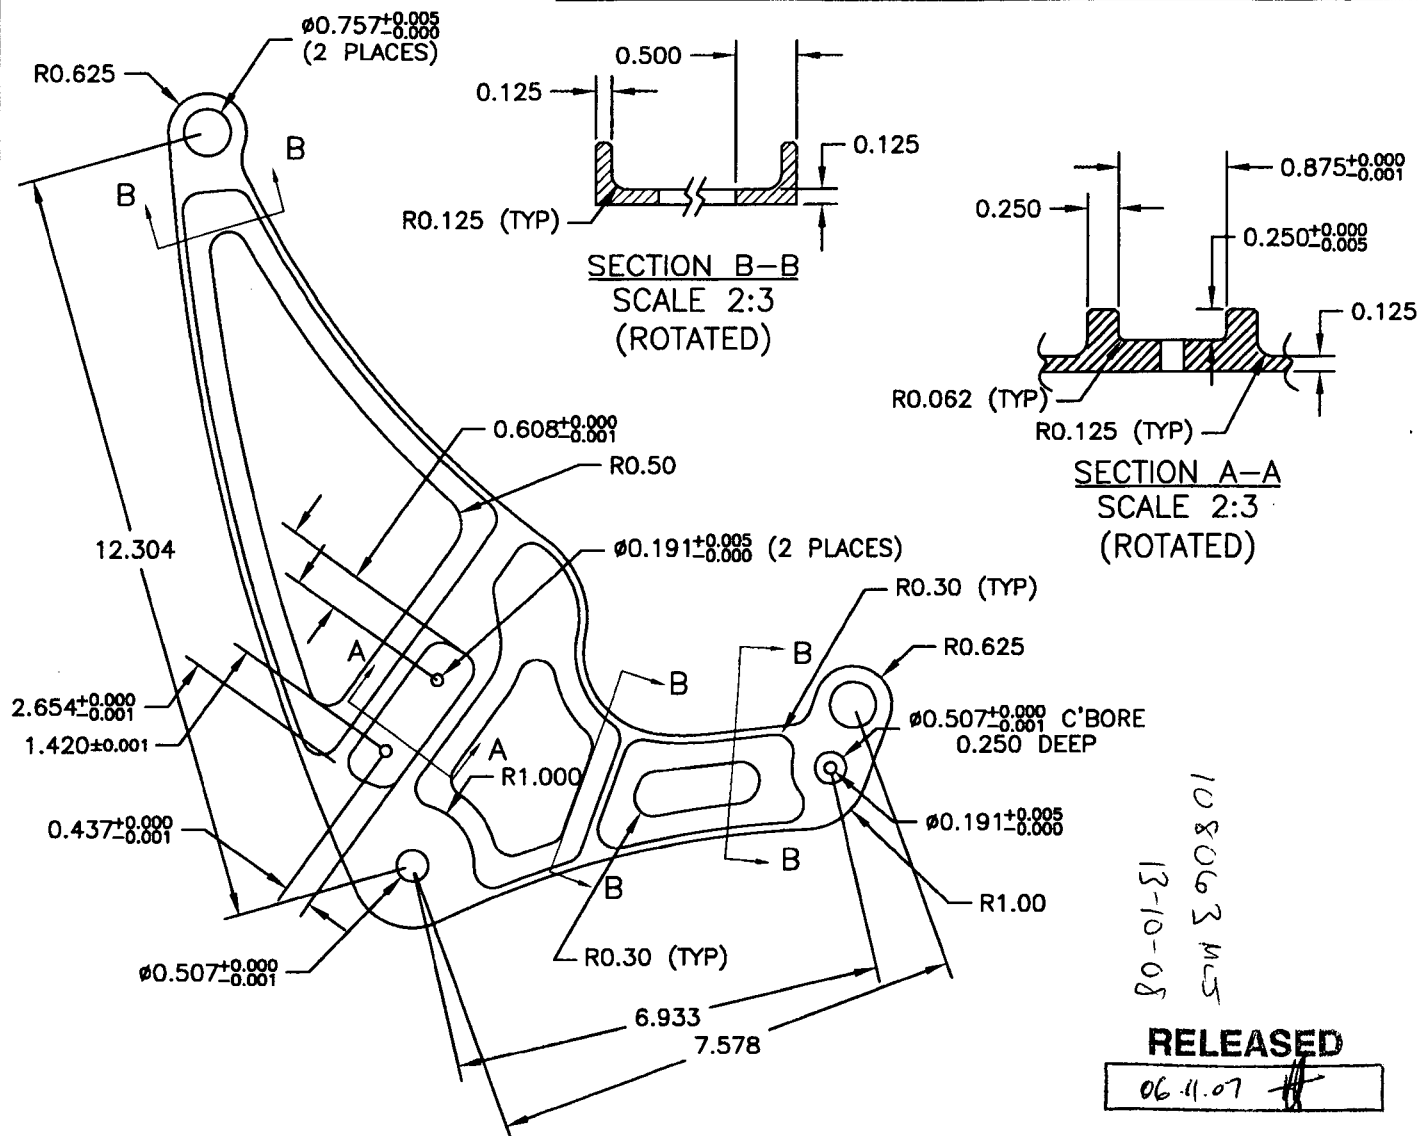 ø0.757+0.005 -0.000
(2 PLACES)
R0.625
B
B
0.500
0.125
0.125
R0.125 (TYP)
SECTION B-B
SCALE 2:3
(ROTATED)
0.875+0.000 -0.001
0.250
0.250+0.000 -0.005
0.125
R0.062 (TYP)
R0.125 (TYP)
SECTION A-A
SCALE 2:3
(ROTATED)
0.608+0.000 -0.001
R0.50
12.304
ø0.191+0.005 -0.000 (2 PLACES)
R0.30 (TYP)
R0.625
A
B
B
2.654+0.000 -0.001
1.420±0.001
ø0.507+0.000 -0.001 C'BORE
0.250 DEEP
A
R1.000
0.437+0.000 -0.001
ø0.191+0.005 -0.000
B
B
R1.00
R0.30 (TYP)
ø0.507+0.000 -0.001
6.933
7.578
13-10-08
RELEASED
06.11.07